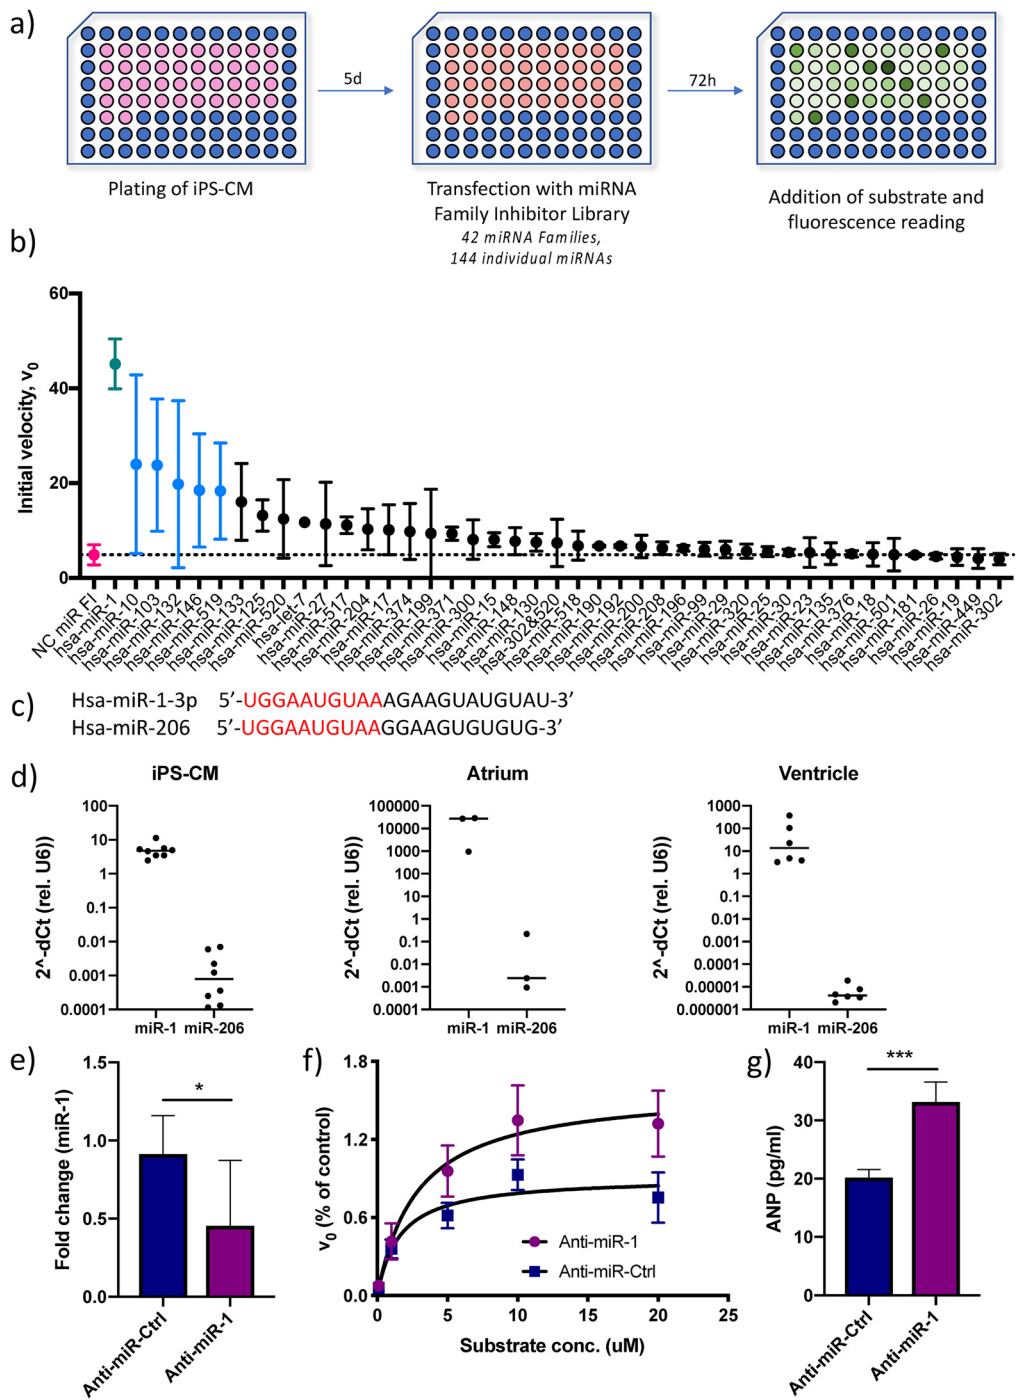 a)
5d
72h
Plating of iPS-CM
Transfection with miRNA
Family Inhibitor Library
42 miRNA Families,
144 individual miRNAs
Addition of substrate and
fluorescence reading
b)
Initial velocity, v0
60
40
20
0
NC miR FI
hsa-miR-1
hsa-miR-10
hsa-miR-103
hsa-miR-132
hsa-miR-146
hsa-miR-519
hsa-miR-133
hsa-miR-125
hsa-miR-520
hsa-let-7
hsa-miR-27
hsa-miR-517
hsa-miR-204
hsa-miR-17
hsa-miR-374
hsa-miR-199
hsa-miR-371
hsa-miR-300
hsa-miR-15
hsa-miR-148
hsa-miR-130
hsa-302&520
hsa-miR-518
hsa-miR-190
hsa-miR-192
hsa-miR-200
hsa-miR-208
hsa-miR-196
hsa-miR-99
hsa-miR-29
hsa-miR-320
hsa-miR-25
hsa-miR-30
hsa-miR-23
hsa-miR-135
hsa-miR-376
hsa-miR-18
hsa-miR-501
hsa-miR-181
hsa-miR-26
hsa-miR-19
hsa-miR-449
hsa-miR-302
c)
Hsa-miR-1-3p 5’-UGGAAUGUAAAGAAGUAUGUAU-3’
Hsa-miR-206 5’-UGGAAUGUAAGGAAGUGUGUG-3’
d)
iPS-CM
2^-dCt (rel. U6))
100
10
1
0.1
0.01
0.001
0.0001
miR-1 miR-206
Atrium
2^-dCt (rel. U6))
100000
10000
1000
100
10
1
0.1
0.01
0.001
0.0001
miR-1 miR-206
Ventricle
2^-dCt (rel. U6))
1000
100
10
1
0.1
0.01
0.001
0.0001
0.00001
0.000001
miR-1 miR-206
e)
Fold change (miR-1)
1.5
1.0
0.5
0.0
*
Anti-miR-Ctrl
Anti-miR-1
f)
v0 (% of control)
1.8
1.2
0.6
0.0
Anti-miR-1
Anti-miR-Ctrl
0 5 10 15 20 25
Substrate conc. (uM)
g)
ANP (pg/ml)
40
30
20
10
0
***
Anti-miR-Ctrl
Anti-miR-1